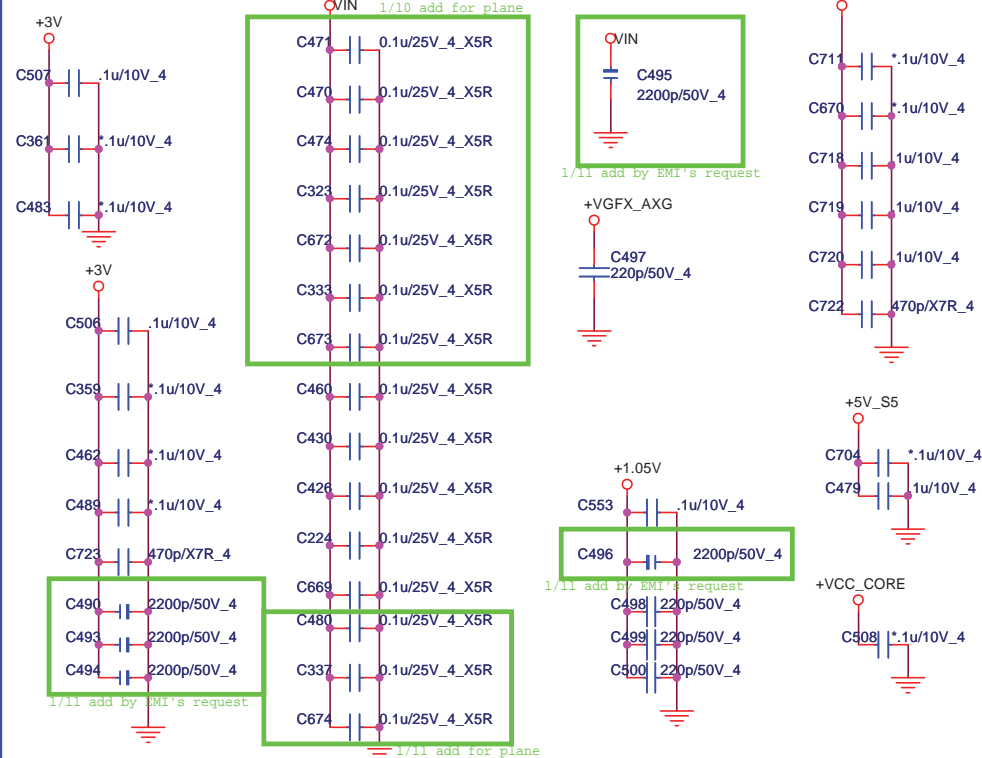 +3V
C507 .1u/10V_4
C361 *.1u/10V_4
C483 *.1u/10V_4
+3V
C506 .1u/10V_4
C359 *.1u/10V_4
C462 *.1u/10V_4
C489 *.1u/10V_4
C723 470p/X7R_4
C490 2200p/50V_4
C493 2200p/50V_4
C494 2200p/50V_4
1/11 add by EMI's request
VIN 1/10 add for plane
C471 0.1u/25V_4_X5R
C470 0.1u/25V_4_X5R
C474 0.1u/25V_4_X5R
C323 0.1u/25V_4_X5R
C672 0.1u/25V_4_X5R
C333 0.1u/25V_4_X5R
C673 0.1u/25V_4_X5R
C460 0.1u/25V_4_X5R
C430 0.1u/25V_4_X5R
C426 0.1u/25V_4_X5R
C224 0.1u/25V_4_X5R
C669 0.1u/25V_4_X5R
C480 0.1u/25V_4_X5R
C337 0.1u/25V_4_X5R
C674 0.1u/25V_4_X5R
1/11 add for plane
VIN
C495
2200p/50V_4
1/11 add by EMI's request
+VGFX_AXG
C497
220p/50V_4
+1.05V
C553 .1u/10V_4
C496 2200p/50V_4
1/11 add by EMI's request
C498 220p/50V_4
C499 220p/50V_4
C500 220p/50V_4
C711 *.1u/10V_4
C670 *.1u/10V_4
C718 .1u/10V_4
C719 .1u/10V_4
C720 .1u/10V_4
C722 470p/X7R_4
+5V_S5
C704 *.1u/10V_4
C479 .1u/10V_4
+VCC_CORE
C508 *.1u/10V_4